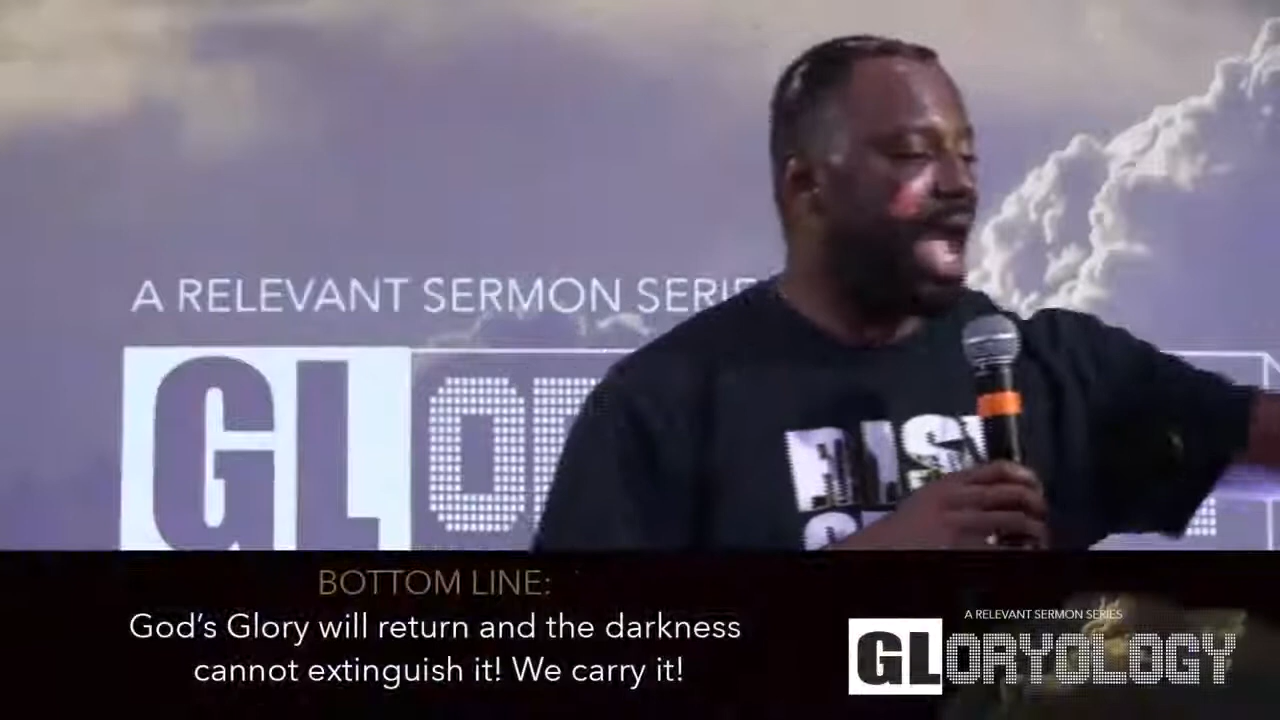 A RELEVANT SERMON SERIE
GLOR
BOTTOM LINE:
God's Glory will return and the darkness
cannot extinguish it! We carry it!
A RELEVANT SERMON SERIES
GLORYOLOGY